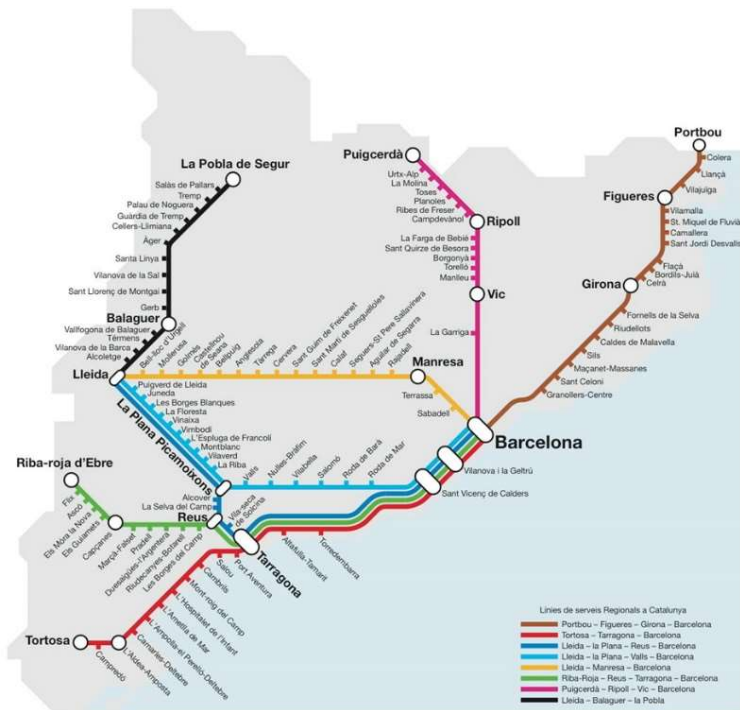 Portbou
Colera
Llançà
Vilajuïga
Figueres
Vilamalla
St. Miquel de Fluvià
Camallera
Sant Jordi Desvalls
Flaçà
Bordils-Juià
Celrà
Girona
Fornells de la Selva
Riudellots
Caldes de Malavella
Sils
Maçanet-Massanes
Sant Celoni
Granollers-Centre
Puigcerdà
Urtx-Alp
La Molina
Toses
Planoles
Ribes de Freser
Campdevànol
Ripoll
La Farga de Bebié
Sant Quirze de Besora
Borgonyà
Torelló
Manlleu
Vic
La Garriga
La Pobla de Segur
Salàs de Pallars
Tremp
Palau de Noguera
Guàrdia de Tremp
Cellers-Llimiana
Àger
Santa Linya
Vilanova de la Sal
Sant Llorenç de Montgai
Gerb
Balaguer
Vallfogona de Balaguer
Térmens
Vilanova de la Barca
Alcoletge
Lleida
Bell-lloc d'Urgell
Mollerusa
Golmés
Castellnou
de Seana
Bellpuig
Anglesola
Tàrrega
Cervera
Sant Guim de Freixenet
Sant Martí de Sesgueioles
Calaf
Seguers-St Pere Sallavinera
Aguilar de Segarra
Rajadell
Manresa
Terrassa
Sabadell
Barcelona
Puigverd de Lleida
Juneda
Les Borges Blanques
La Floresta
Vinaixa
Vimbodí
L'Espluga de Francolí
Montblanc
Vilaverd
La Riba
La Plana Picamoixons
Valls
Nulles-Bràfim
Vilabella
Salomó
Roda de Barà
Roda de Mar
Vilanova i la Geltrú
Sant Vicenç de Calders
Alcover
La Selva del Camp
Vila-seca
de Solcina
Reus
Tarragona
Altafulla-Tamarit
Torredembarra
Riba-roja d'Ebre
Flix
Ascó
Els Móra la Nova
Els Guiamets
Capçanes
Marçà-Falset
Pradell
Duesaigües-l'Argentera
Riudecanyes-Botarell
Les Borges del Camp
Port Aventura
Salou
Cambrils
Mont-roig del Camp
L'Hospitalet de l'Infant
L'Ametlla de Mar
L'Ampolla-el Perelló-Deltebre
Camarles-Deltebre
L'Aldea-Amposta
Campredó
Tortosa
Línies de serveis Regionals a Catalunya
Portbou – Figueres – Girona – Barcelona
Tortosa – Tarragona – Barcelona
Lleida – la Plana – Reus – Barcelona
Lleida – la Plana – Valls – Barcelona
Lleida – Manresa – Barcelona
Riba-Roja – Reus – Tarragona – Barcelona
Puigcerdà – Ripoll – Vic – Barcelona
Lleida – Balaguer – la Pobla